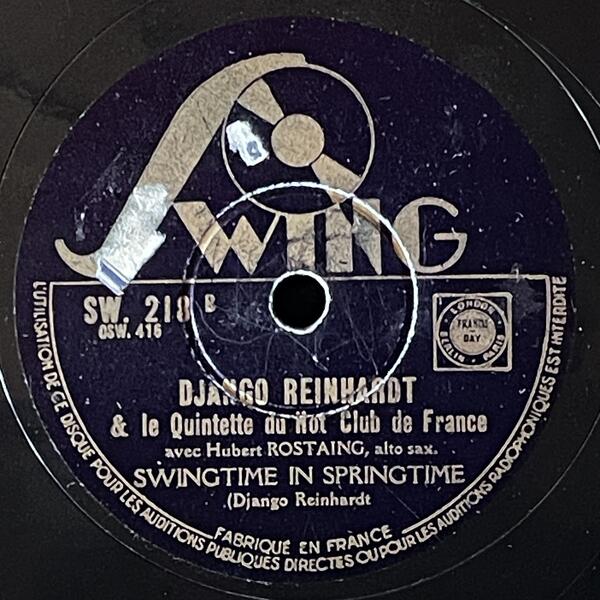 SWING
SW. 218 B
OSW. 416
LONDON
FRANCIS
DAY
BERLIN PARIS
DJANGO REINHARDT
& le Quintette du Hot Club de France
avec Hubert ROSTAING, alto sax.
SWINGTIME IN SPRINGTIME
(Django Reinhardt
FABRIQUÉ EN FRANCE
L'UTILISATION DE CE DISQUE POUR LES AUDITIONS PUBLIQUES DIRECTES OU POUR LES AUDITIONS RADIOPHONIQUES EST INTERDITE